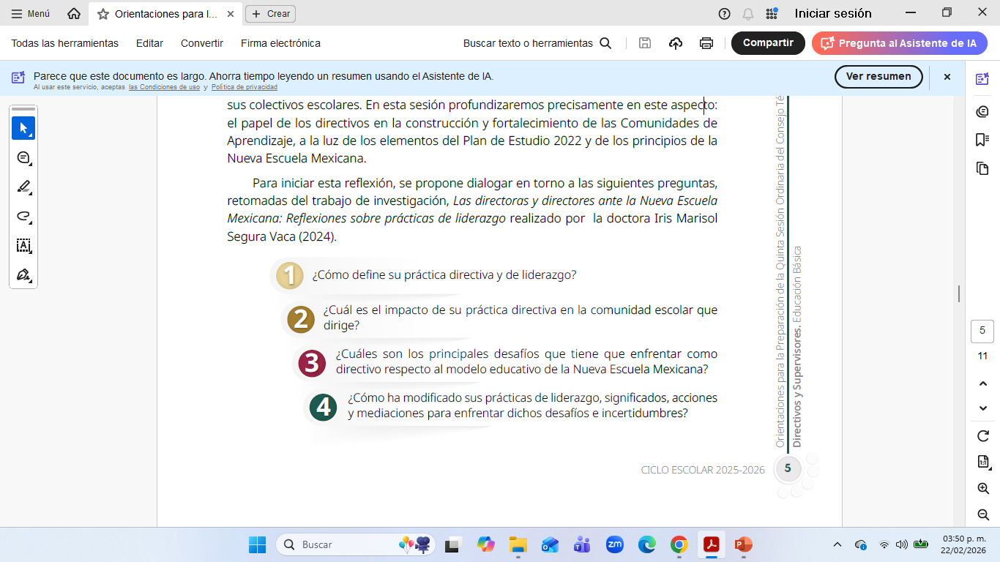 Menú
Orientaciones para l...
Crear
Iniciar sesión
Todas las herramientas
Editar
Convertir
Firma electrónica
Buscar texto o herramientas
Compartir
Pregunta al Asistente de IA
Parece que este documento es largo. Ahorra tiempo leyendo un resumen usando el Asistente de IA.
Al usar este servicio, aceptas las Condiciones de uso y Política de privacidad
Ver resumen
sus colectivos escolares. En esta sesión profundizaremos precisamente en este aspecto:
el papel de los directivos en la construcción y fortalecimiento de las Comunidades de
Aprendizaje, a la luz de los elementos del Plan de Estudio 2022 y de los principios de la
Nueva Escuela Mexicana.
Para iniciar esta reflexión, se propone dialogar en torno a las siguientes preguntas,
retomadas del trabajo de investigación, Las directoras y directores ante la Nueva Escuela
Mexicana: Reflexiones sobre prácticas de liderazgo realizado por la doctora Iris Marisol
Segura Vaca (2024).
1 ¿Cómo define su práctica directiva y de liderazgo?
2 ¿Cuál es el impacto de su práctica directiva en la comunidad escolar que
dirige?
3 ¿Cuáles son los principales desafíos que tiene que enfrentar como
directivo respecto al modelo educativo de la Nueva Escuela Mexicana?
4 ¿Cómo ha modificado sus prácticas de liderazgo, significados, acciones
y mediaciones para enfrentar dichos desafíos e incertidumbres?
Orientaciones para la Preparación de la Quinta Sesión Ordinaria del Consejo Té
Directivos y Supervisores. Educación Básica
CICLO ESCOLAR 2025-2026
5
5
11
1:1
Buscar
zm
03:50 p. m.
22/02/2026